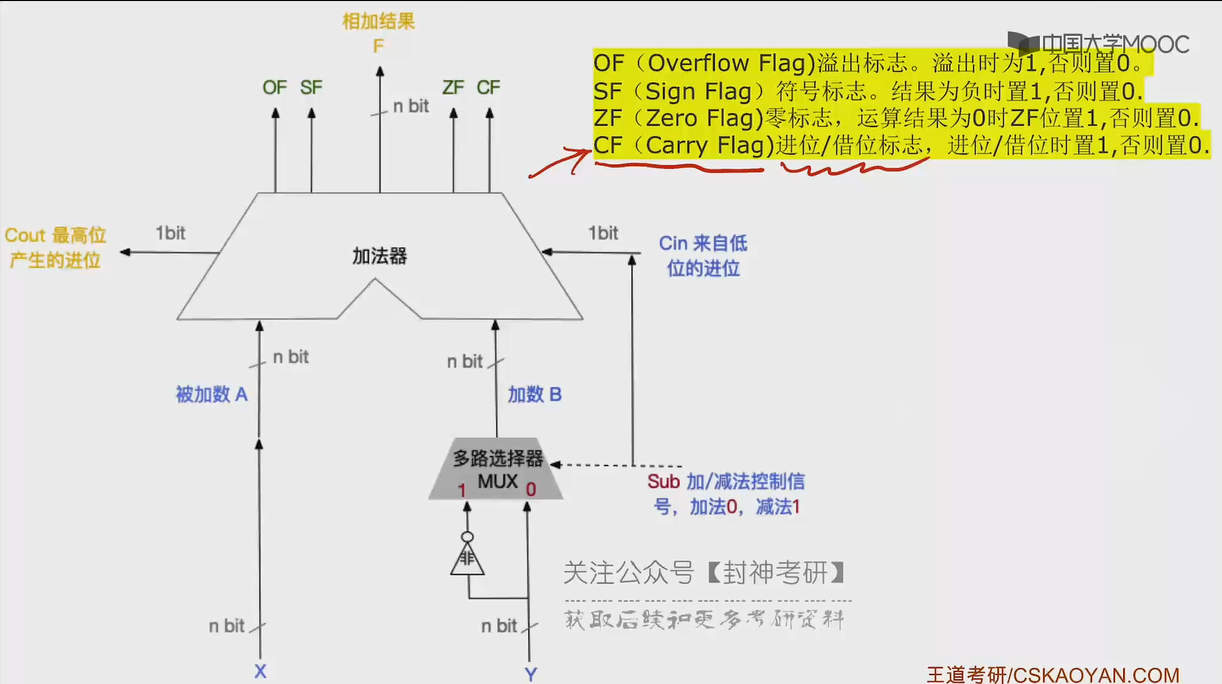 相加结果
F
中国大学MOOC
OF（Overflow Flag)溢出标志。溢出时为1,否则置0。
SF（Sign Flag）符号标志。结果为负时置1,否则置0.
ZF（Zero Flag)零标志，运算结果为0时ZF位置1,否则置0.
CF（Carry Flag)进位/借位标志，进位/借位时置1,否则置0.
OF SF
ZF CF
n bit
Cout 最高位
产生的进位
1bit
加法器
1bit
Cin 来自低
位的进位
n bit
n bit
被加数 A
加数 B
多路选择器
MUX
1 0
Sub 加/减法控制信
号，加法0，减法1
非
关注公众号【封神考研】
获取后续和更多考研资料
n bit
n bit
X
Y
王道考研/CSKAOYAN.COM